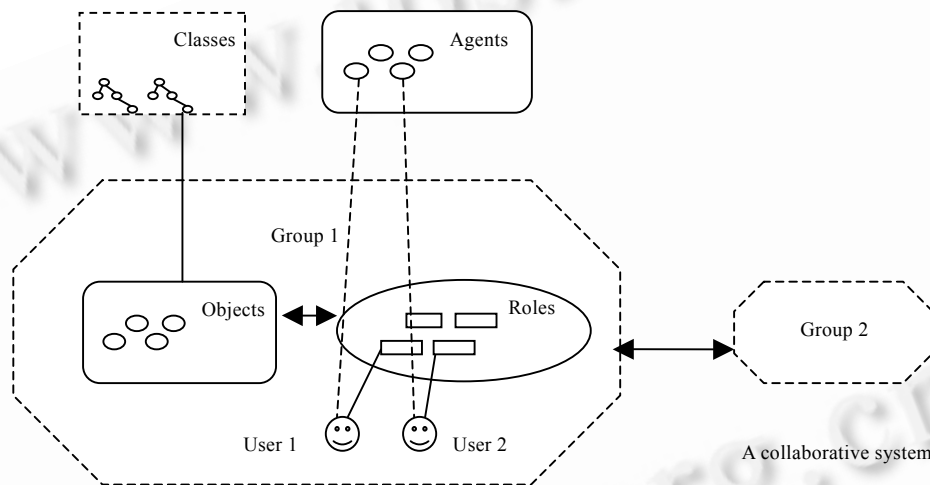 Classes
Agents
Group 1
Objects
Roles
Group 2
User 1
User 2
A collaborative system